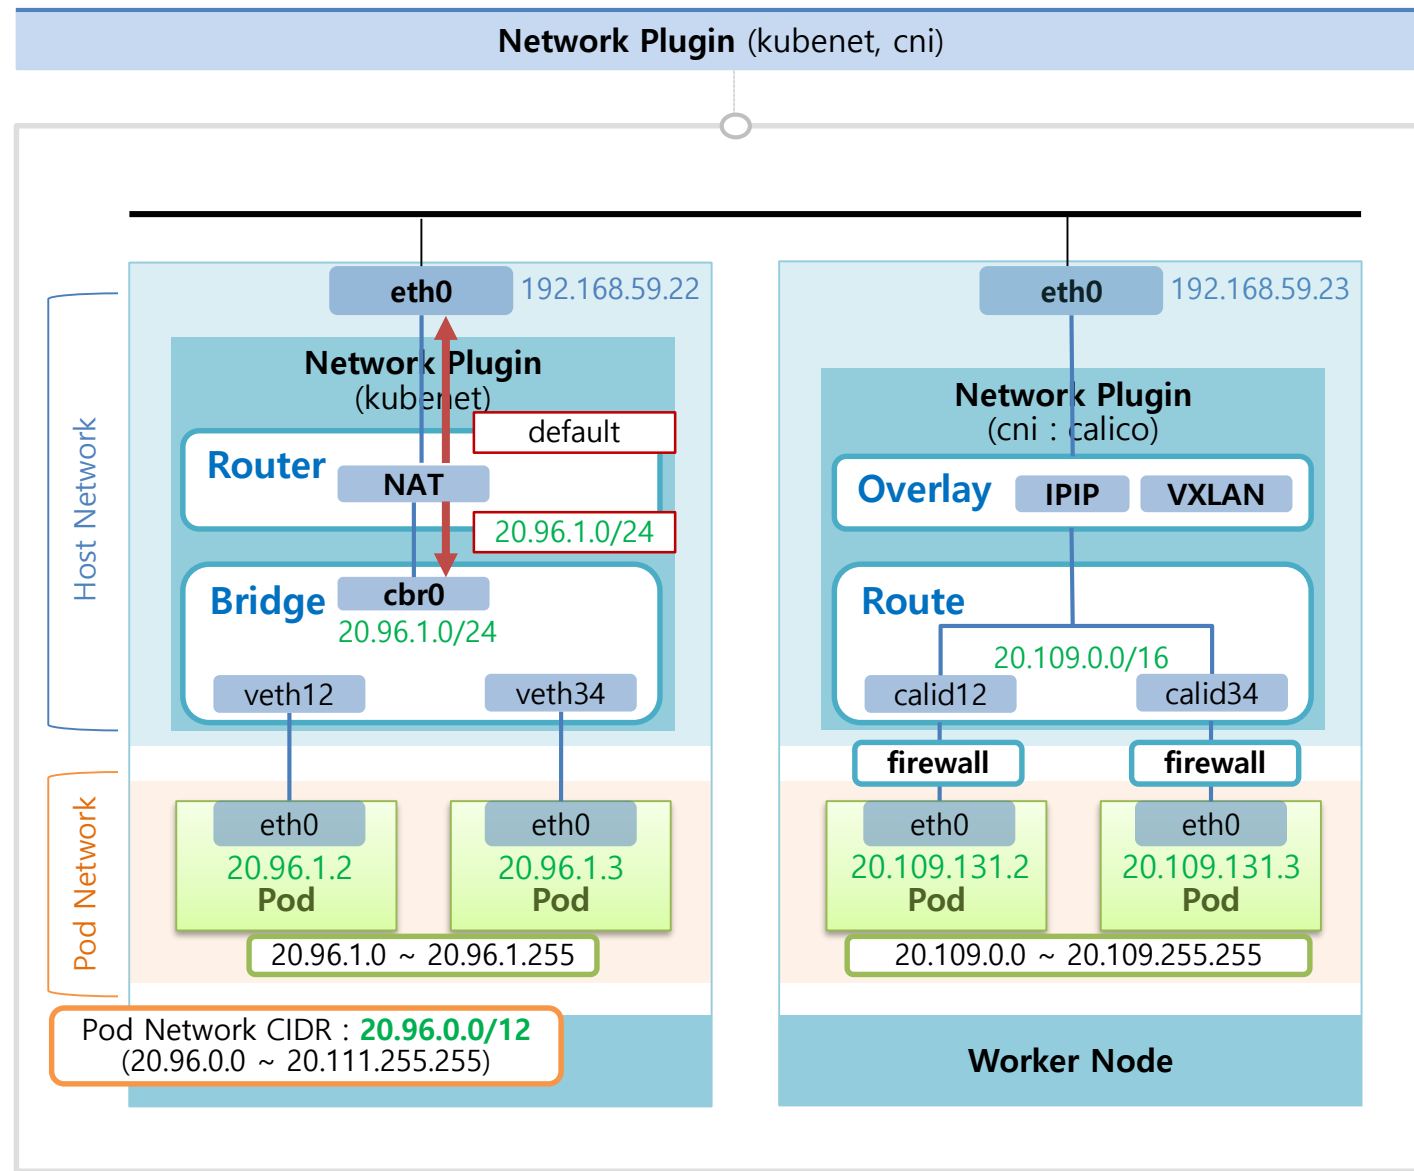 Network Plugin (kubenet, cni)
eth0
192.168.59.22
Network Plugin
(kubenet)
default
Router
NAT
20.96.1.0/24
Bridge
cbr0
20.96.1.0/24
veth12
veth34
eth0
20.96.1.2
Pod
eth0
20.96.1.3
Pod
20.96.1.0 ~ 20.96.1.255
Host Network
Pod Network
Pod Network CIDR : 20.96.0.0/12
(20.96.0.0 ~ 20.111.255.255)
eth0
192.168.59.23
Network Plugin
(cni : calico)
Overlay
IPIP
VXLAN
Route
20.109.0.0/16
calid12
calid34
firewall
firewall
eth0
20.109.131.2
Pod
eth0
20.109.131.3
Pod
20.109.0.0 ~ 20.109.255.255
Worker Node